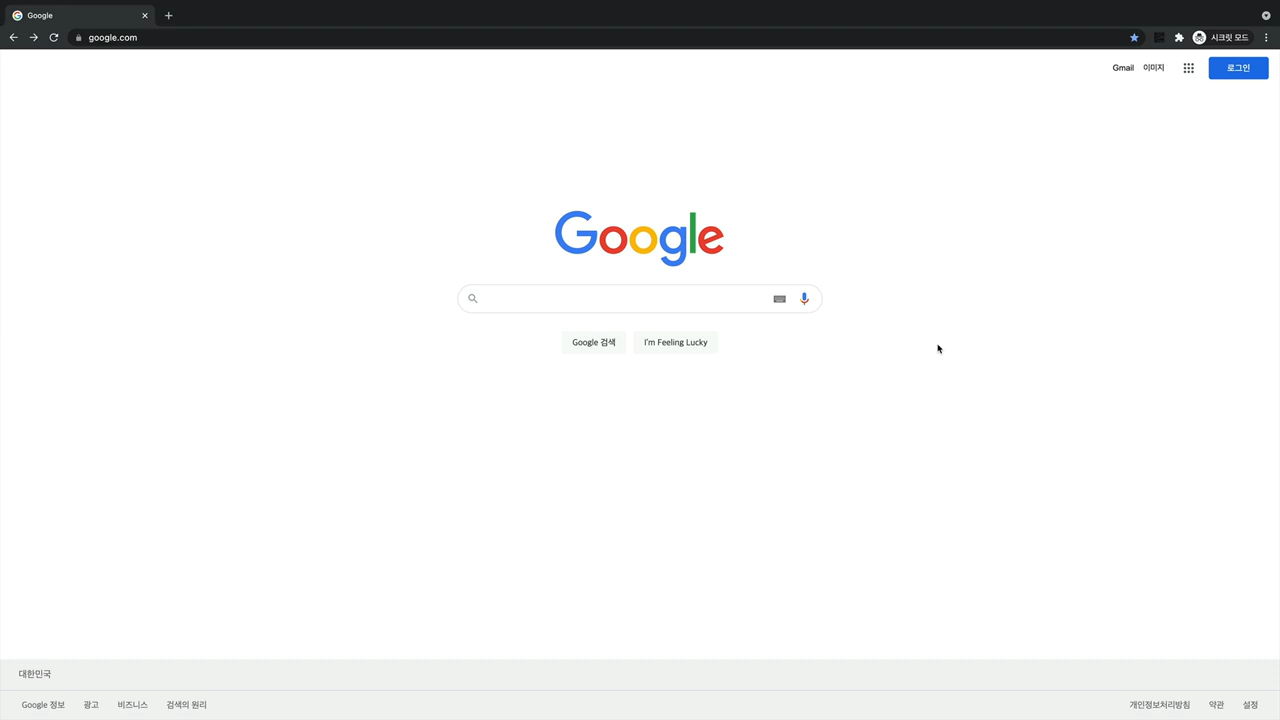 Google
google.com
시크릿 모드
Gmail 이미지 로그인
Google
Google 검색 I'm Feeling Lucky
대한민국
Google 정보 광고 비즈니스 검색의 원리 개인정보처리방침 약관 설정